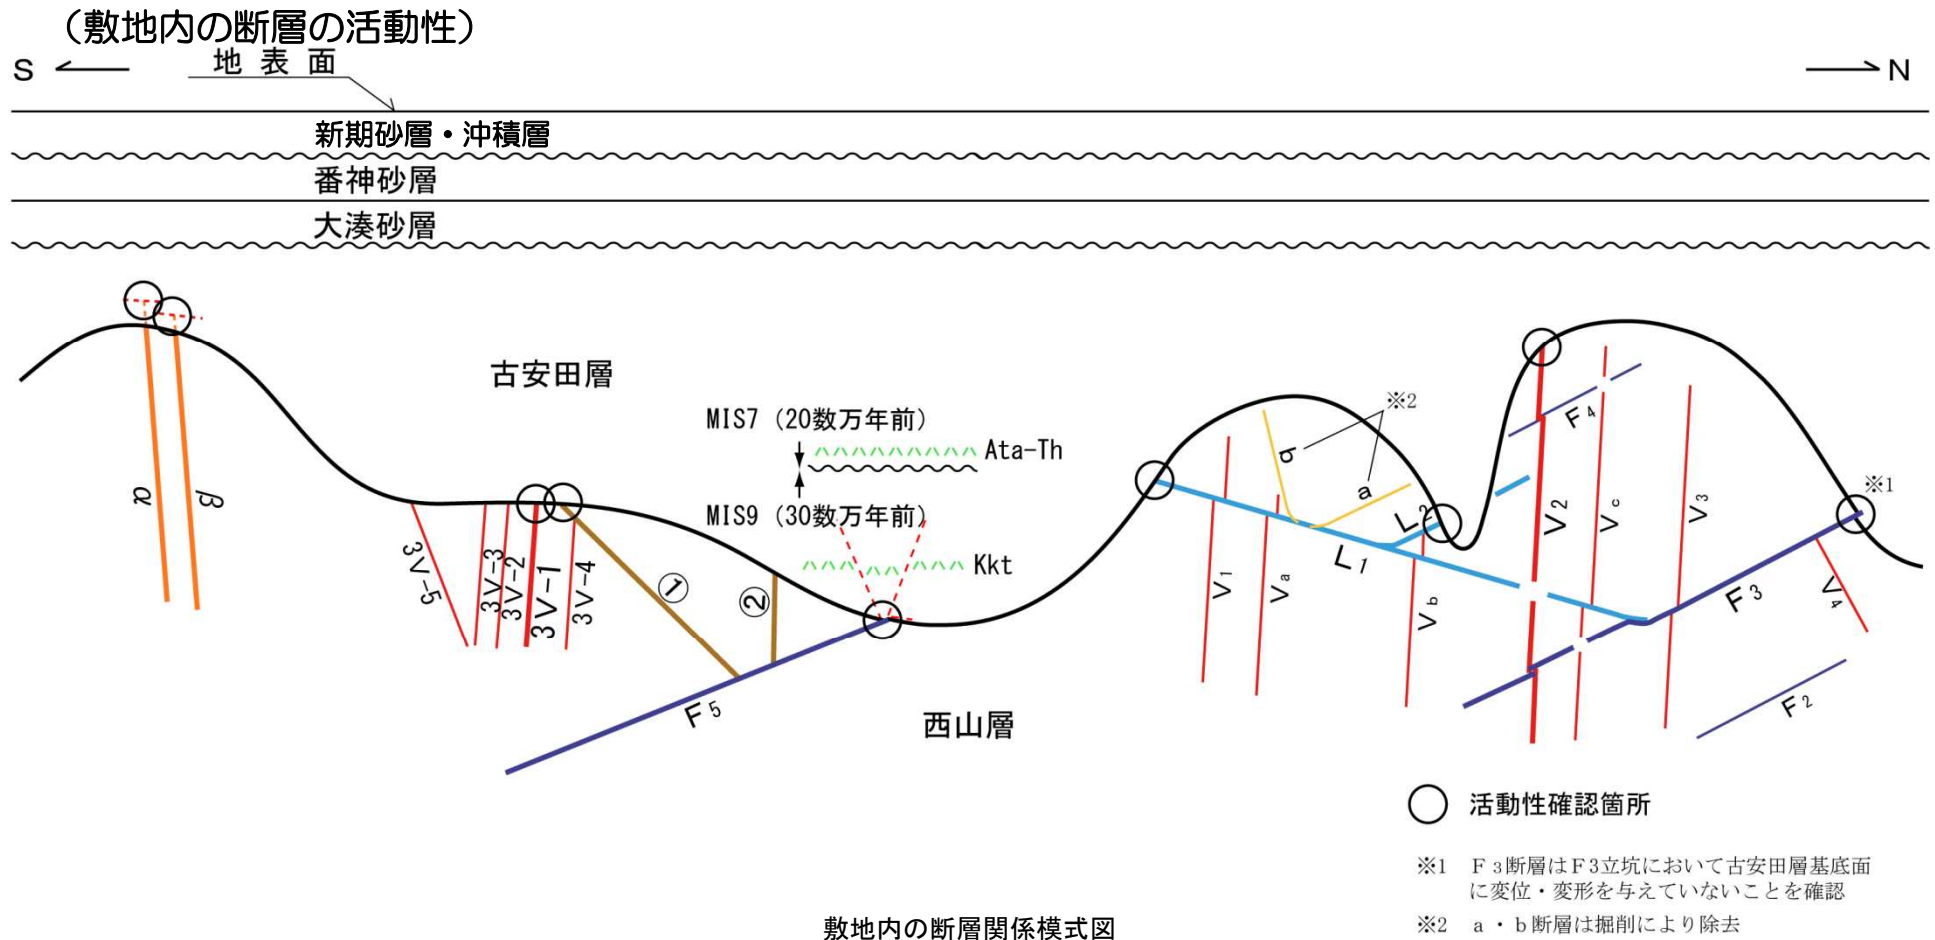 （敷地内の断層の活動性）
S
地表面
N
新期砂層・沖積層
番神砂層
大湊砂層
古安田層
MIS7（20数万年前）
Ata-Th
MIS9（30数万年前）
Kkt
※2
※1
α
β
3V-5
3V-3
3V-2
3V-1
3V-4
①
②
F5
西山層
V1
Va
b
a
L2
L1
Vb
F4
V2
Vc
V3
F3
V4
F2
活動性確認箇所
※1 F3断層はF3立坑において古安田層基底面
に変位・変形を与えていないことを確認
※2 a・b断層は掘削により除去
敷地内の断層関係模式図